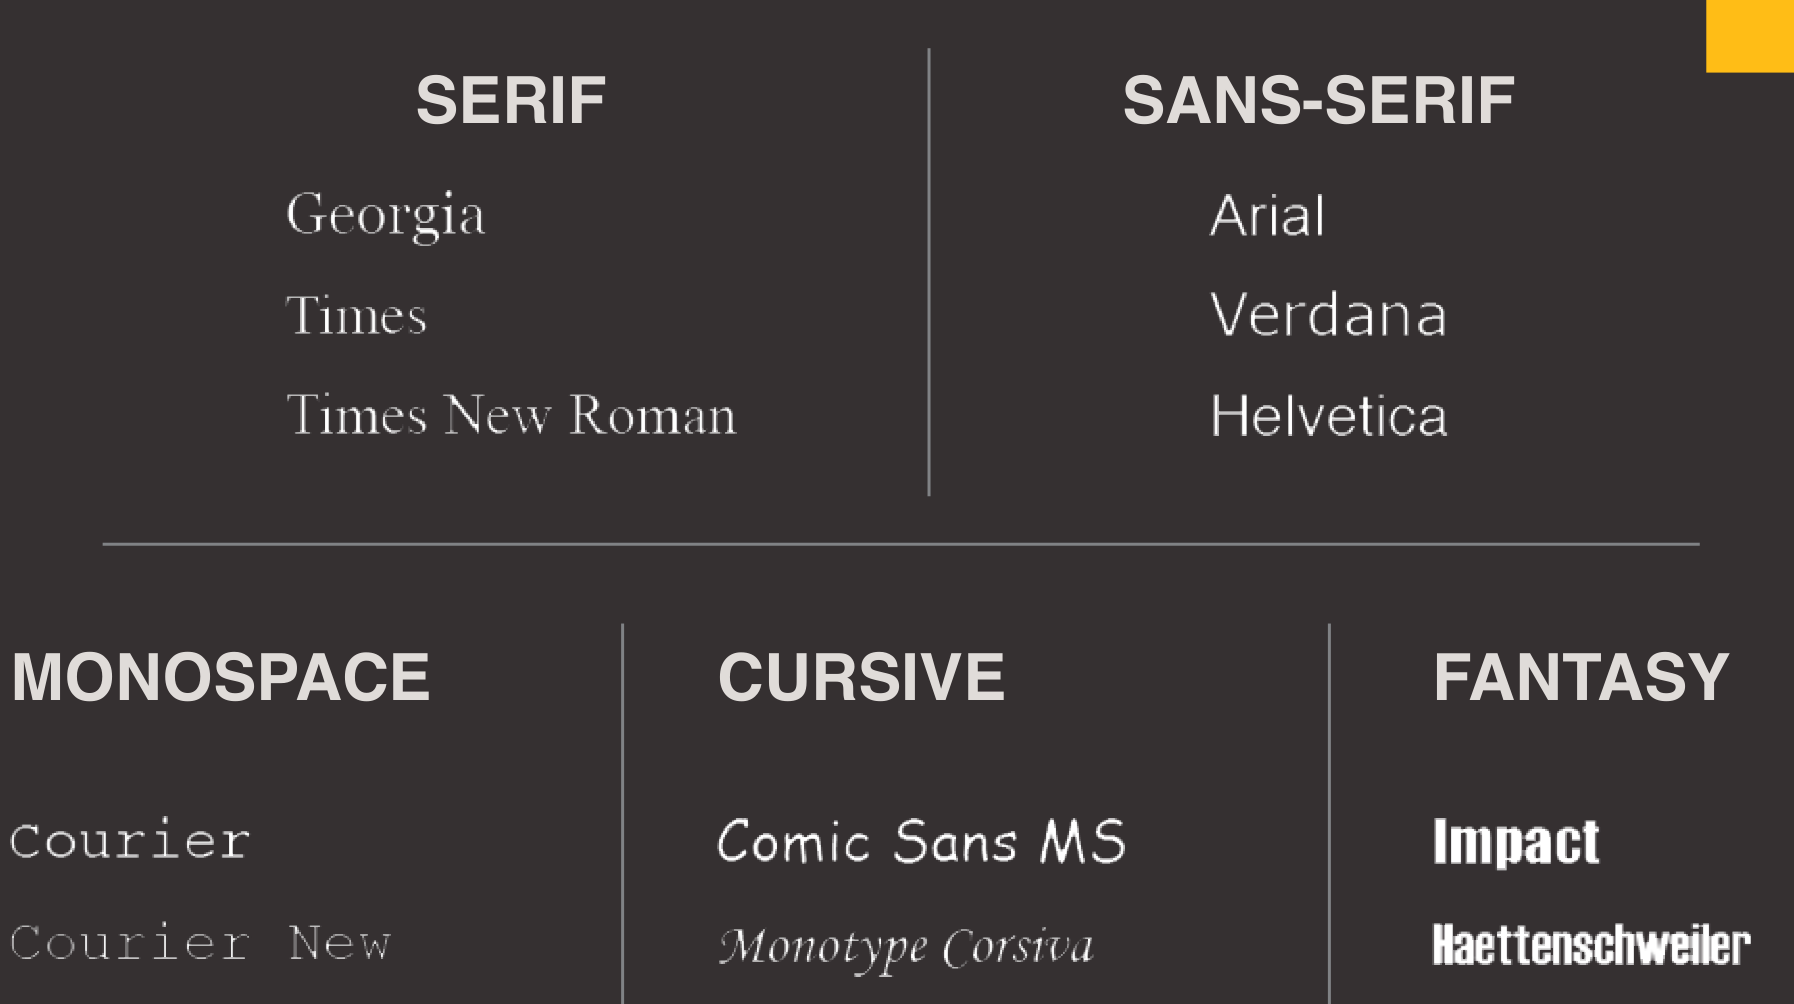 SERIF
Georgia
Times
Times New Roman
SANS-SERIF
Arial
Verdana
Helvetica
MONOSPACE
Courier
Courier New
CURSIVE
Comic Sans MS
Monotype Corsiva
FANTASY
Impact
Haettenschweiler